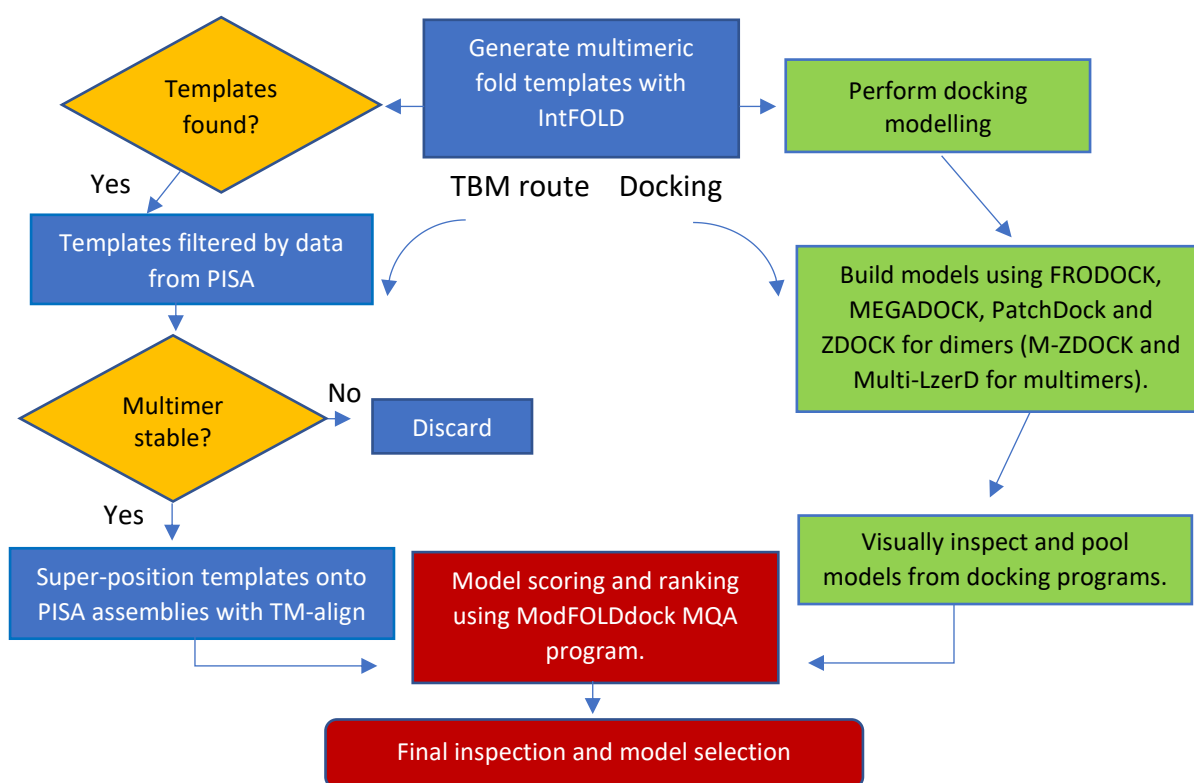 Generate multimeric
fold templates with
IntFOLD
Templates
found?
Perform docking
modelling
Yes
TBM route
Docking
Templates filtered by data
from PISA
Build models using FRODOCK,
MEGADOCK, PatchDock and
ZDOCK for dimers (M-ZDOCK and
Multi-LzerD for multimers).
Multimer
stable?
No
Discard
Yes
Super-position templates onto
PISA assemblies with TM-align
Visually inspect and pool
models from docking programs.
Model scoring and ranking
using ModFOLDdock MQA
program.
Final inspection and model selection